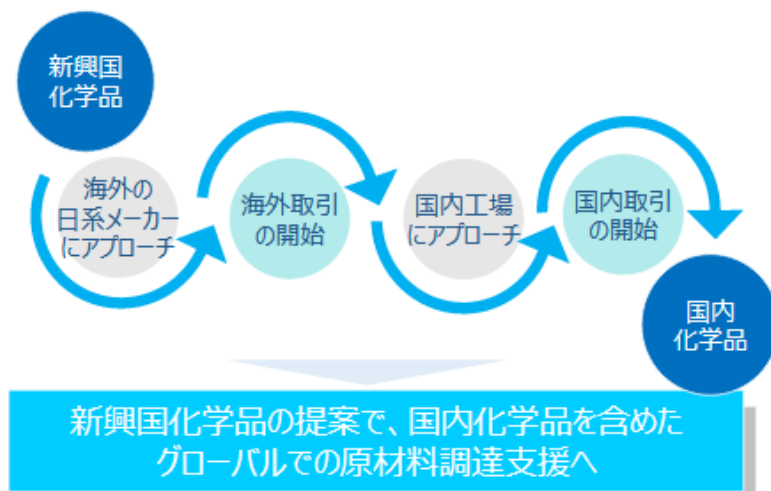 新興国
化学品
海外の
日系メーカー
にアプローチ
海外取引
の開始
国内工場
にアプローチ
国内取引
の開始
国内
化学品
新興国化学品の提案で、国内化学品を含めた
グローバルでの原材料調達支援へ